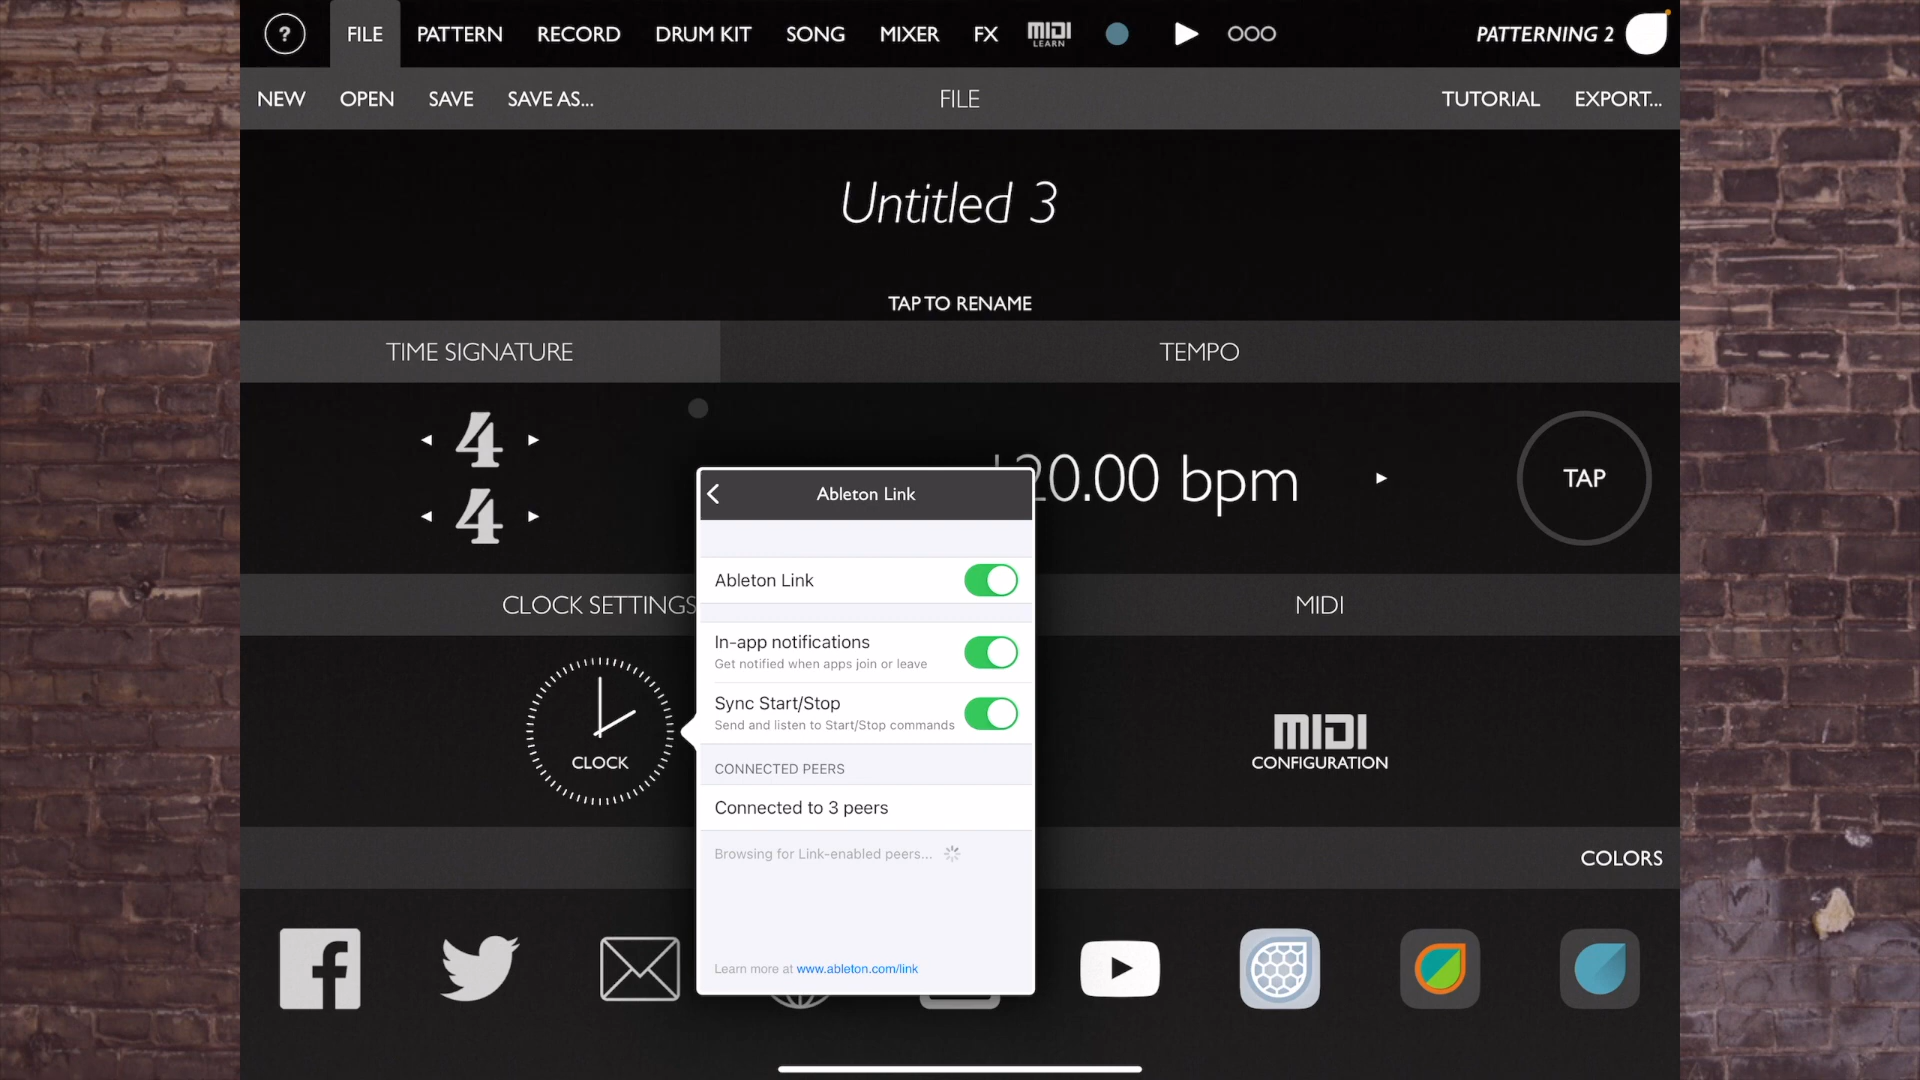 ?
FILE
PATTERN
RECORD
DRUM KIT
SONG
MIXER
FX
MIDI
LEARN
PATTERNING 2
NEW
OPEN
SAVE
SAVE AS...
FILE
TUTORIAL
EXPORT...
Untitled 3
TAP TO RENAME
TIME SIGNATURE
TEMPO
4
4
120.00 bpm
TAP
CLOCK SETTINGS
MIDI
CLOCK
MIDI
CONFIGURATION
Ableton Link
Ableton Link
In-app notifications
Get notified when apps join or leave
Sync Start/Stop
Send and listen to Start/Stop commands
CONNECTED PEERS
Connected to 3 peers
Browsing for Link-enabled peers...
Learn more at www.ableton.com/link
COLORS